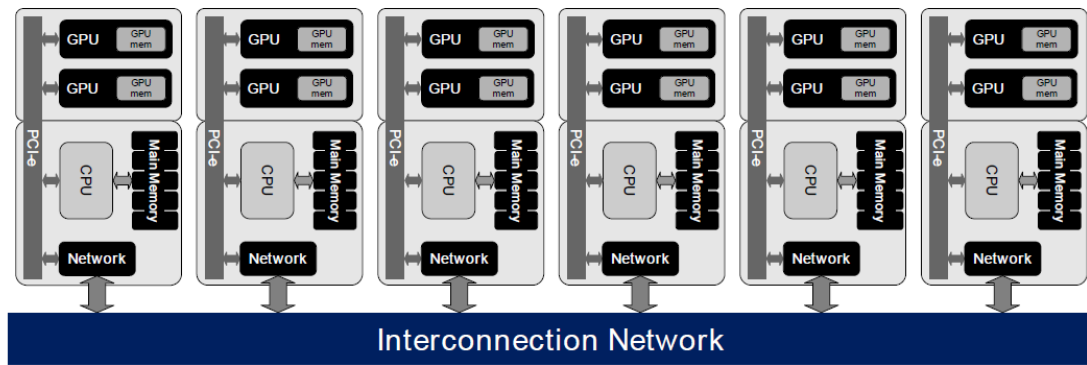 GPU GPU mem
GPU GPU mem
PCI-e
CPU
Main Memory
Network
GPU GPU mem
GPU GPU mem
PCI-e
CPU
Main Memory
Network
GPU GPU mem
GPU GPU mem
PCI-e
CPU
Main Memory
Network
GPU GPU mem
GPU GPU mem
PCI-e
CPU
Main Memory
Network
GPU GPU mem
GPU GPU mem
PCI-e
CPU
Main Memory
Network
GPU GPU mem
GPU GPU mem
PCI-e
CPU
Main Memory
Network
Interconnection Network